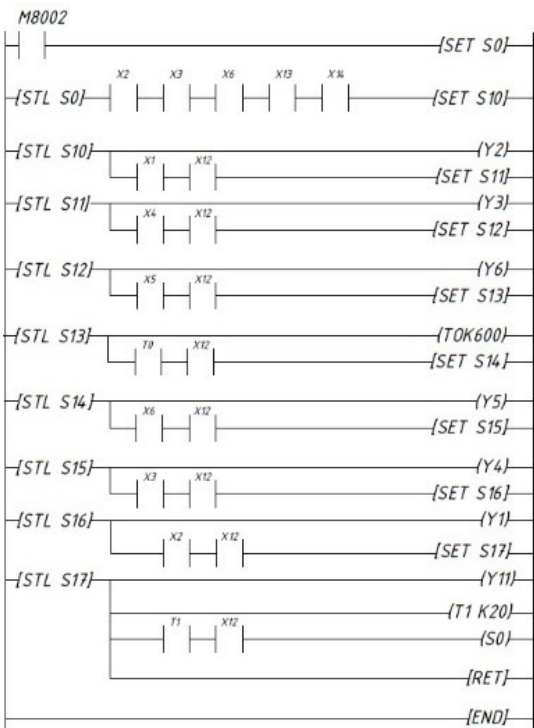 M8002
[SET S0]
[STL S0] X2 X3 X6 X13 X14 [SET S10]
[STL S10] (Y2)
X1 X12 [SET S11]
[STL S11] (Y3)
X4 X12 [SET S12]
[STL S12] (Y6)
X5 X12 [SET S13]
[STL S13] (TOK600)
T0 X12 [SET S14]
[STL S14] (Y5)
X6 X12 [SET S15]
[STL S15] (Y4)
X3 X12 [SET S16]
[STL S16] (Y1)
X2 X12 [SET S17]
[STL S17] (Y11)
(T1 K20)
T1 X12 (S0)
[RET]
[END]